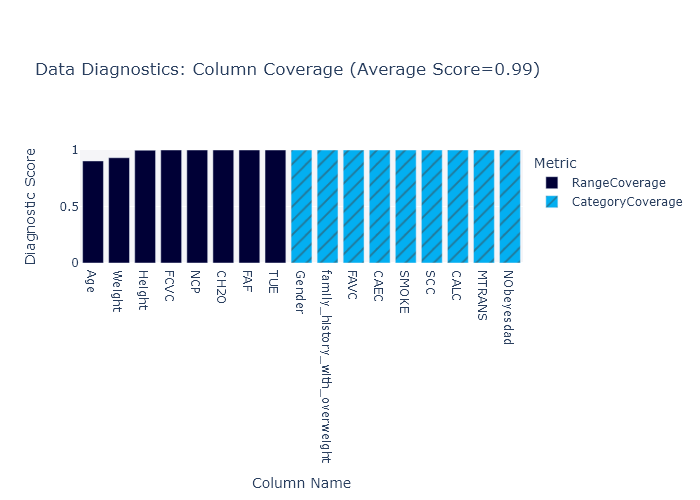 Data Diagnostics: Column Coverage (Average Score=0.99)
Diagnostic Score
1
0.5
0
Metric
RangeCoverage
CategoryCoverage
Age
Weight
Height
FCVC
NCP
CH2O
FAF
TUE
Gender
family_history_with_overweight
FAVC
CAEC
SMOKE
SCC
CALC
MTRANS
NObeyesdad
Column Name